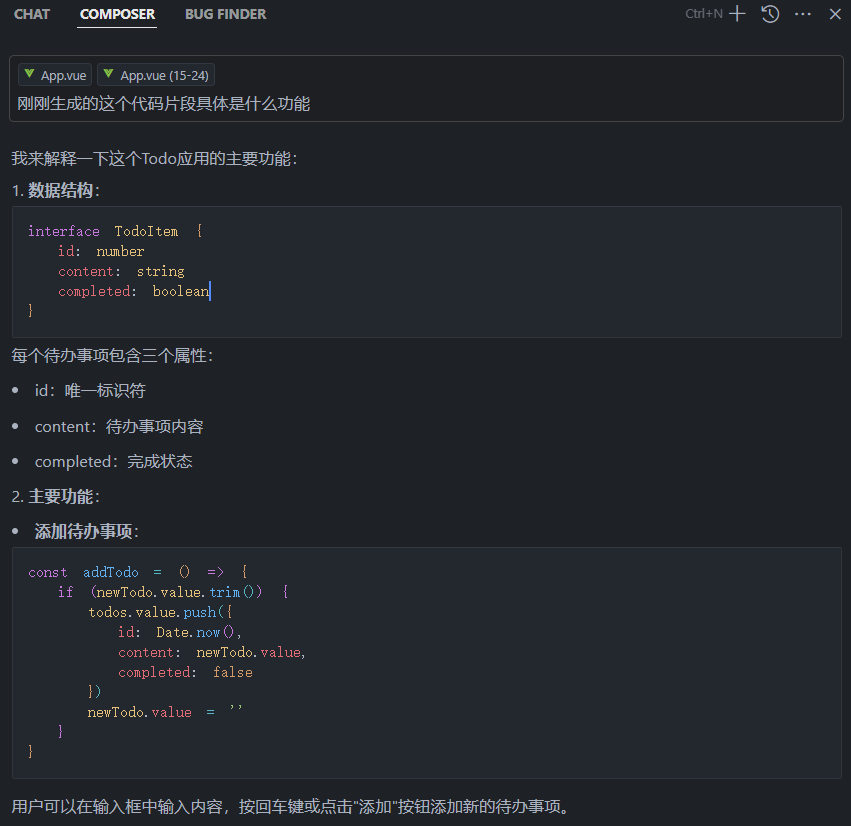 CHAT COMPOSER BUG FINDER Ctrl+N
App.vue App.vue (15-24)
刚刚生成的这个代码片段具体是什么功能
我来解释一下这个Todo应用的主要功能：
1. 数据结构：
interface TodoItem {
id: number
content: string
completed: boolean
}
每个待办事项包含三个属性：
• id：唯一标识符
• content：待办事项内容
• completed：完成状态
2. 主要功能：
• 添加待办事项：
const addTodo = () => {
if (newTodo.value.trim()) {
todos.value.push({
id: Date.now(),
content: newTodo.value,
completed: false
})
newTodo.value = ''
}
}
用户可以在输入框中输入内容，按回车键或点击"添加"按钮添加新的待办事项。